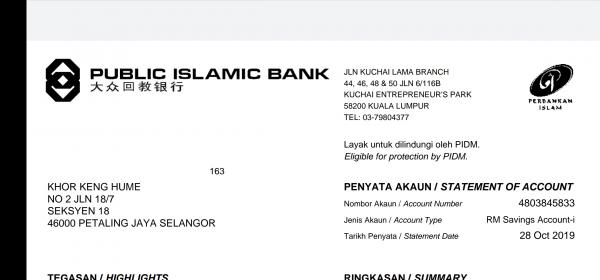 PUBLIC ISLAMIC BANK
大众回教银行
JLN KUCHAI LAMA BRANCH
44, 46, 48 & 50 JLN 6/116B
KUCHAI ENTREPRENEUR'S PARK
58200 KUALA LUMPUR
TEL: 03-79804377
PERBANKAN
ISLAM
Layak untuk dilindungi oleh PIDM.
Eligible for protection by PIDM.
163
KHOR KENG HUME
NO 2 JLN 18/7
SEKSYEN 18
46000 PETALING JAYA SELANGOR
PENYATA AKAUN / STATEMENT OF ACCOUNT
Nombor Akaun / Account Number 4803845833
Jenis Akaun / Account Type RM Savings Account-i
Tarikh Penyata / Statement Date 28 Oct 2019
TEGASAN / HIGHLIGHTS
RINGKASAN / SUMMARY